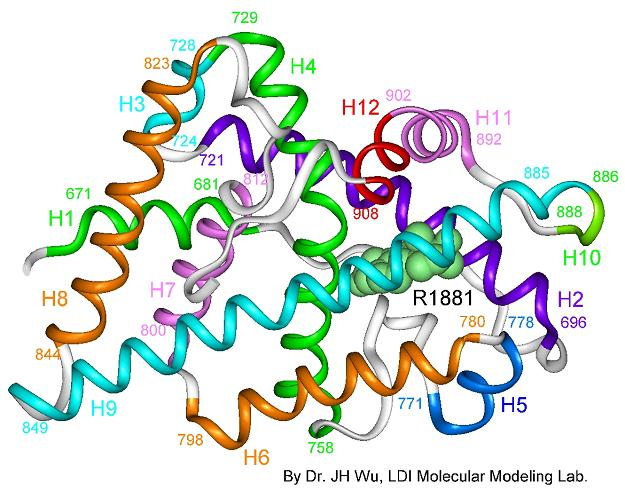 729
728
823
H4
H3
902
H12
H11
892
724
721
885
886
671
681
812
908
888
H1
H10
H7
H8
R1881
H2
800
780
778
696
844
H9
771
H5
849
798
758
H6
By Dr. JH Wu, LDI Molecular Modeling Lab.